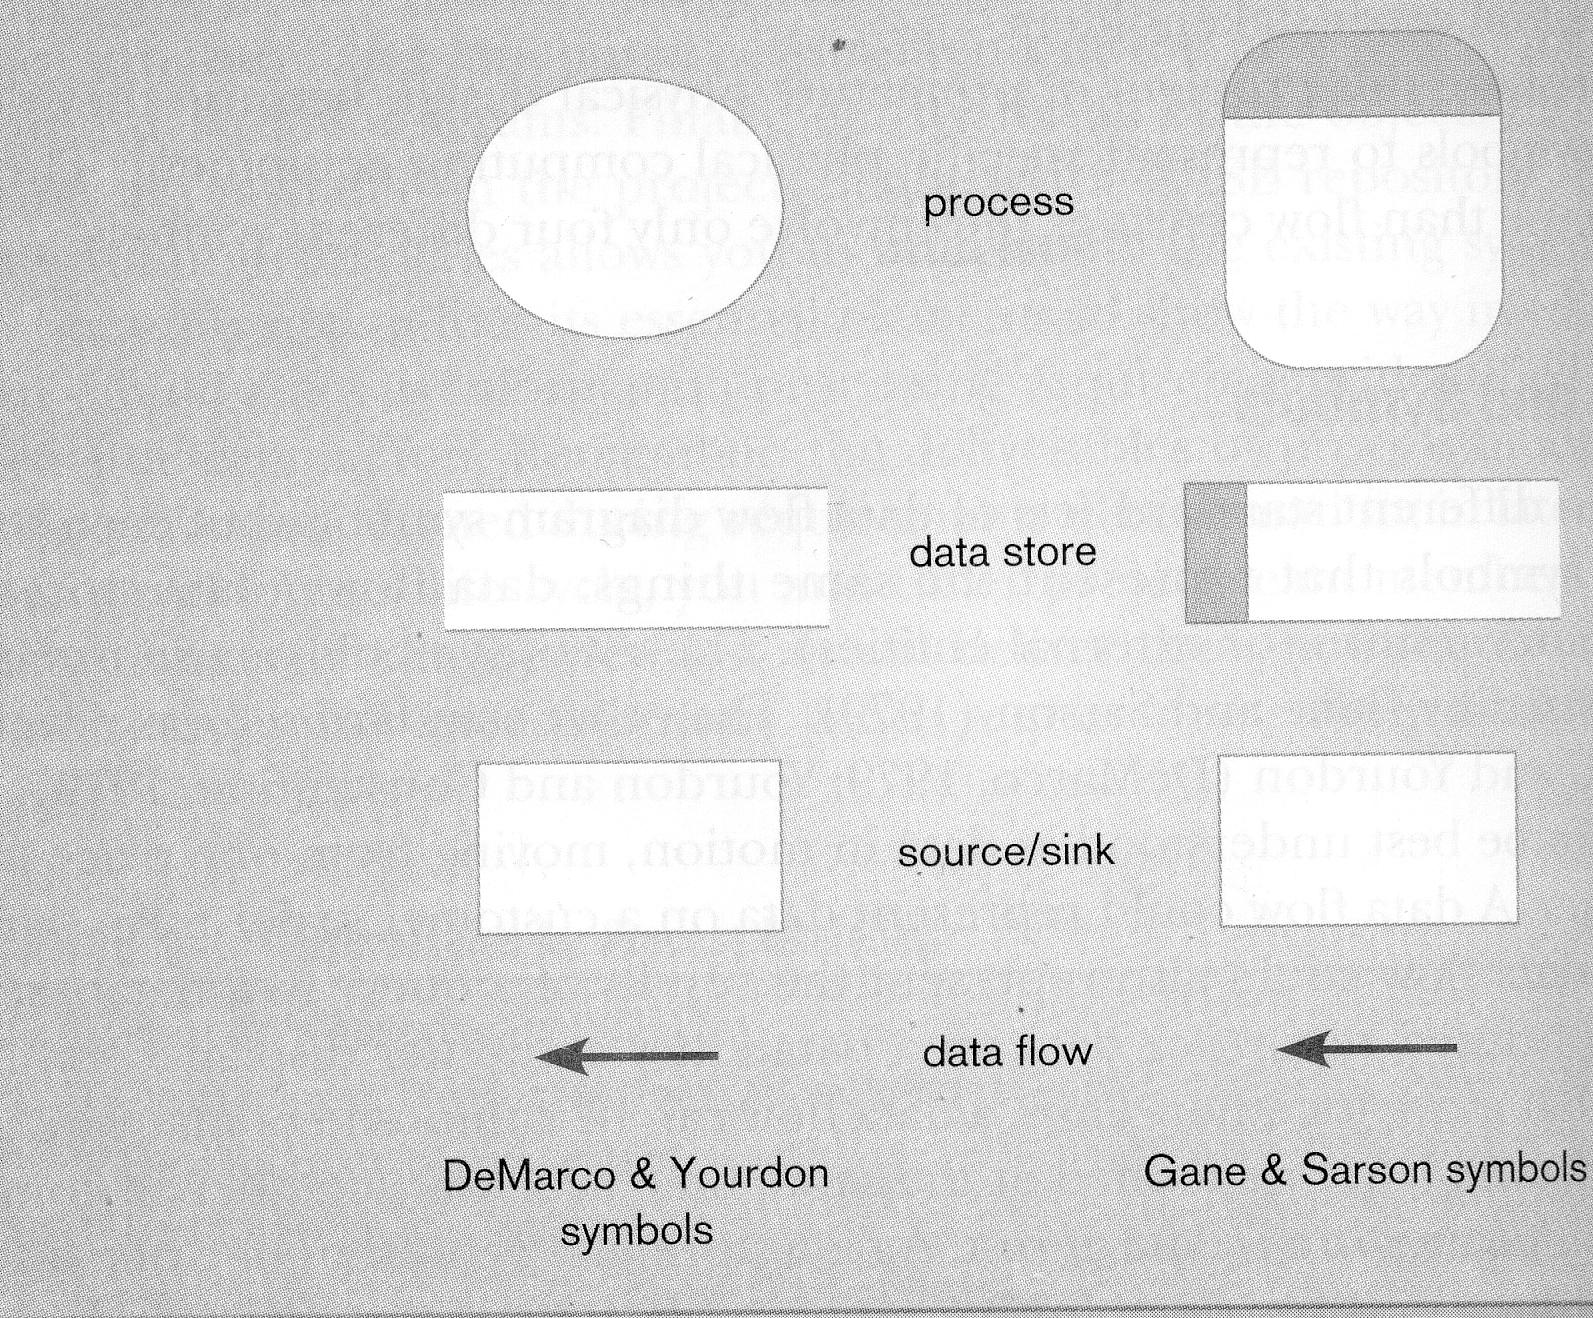 process
data store
source/sink
data flow
DeMarco & Yourdon
symbols
Gane & Sarson symbols